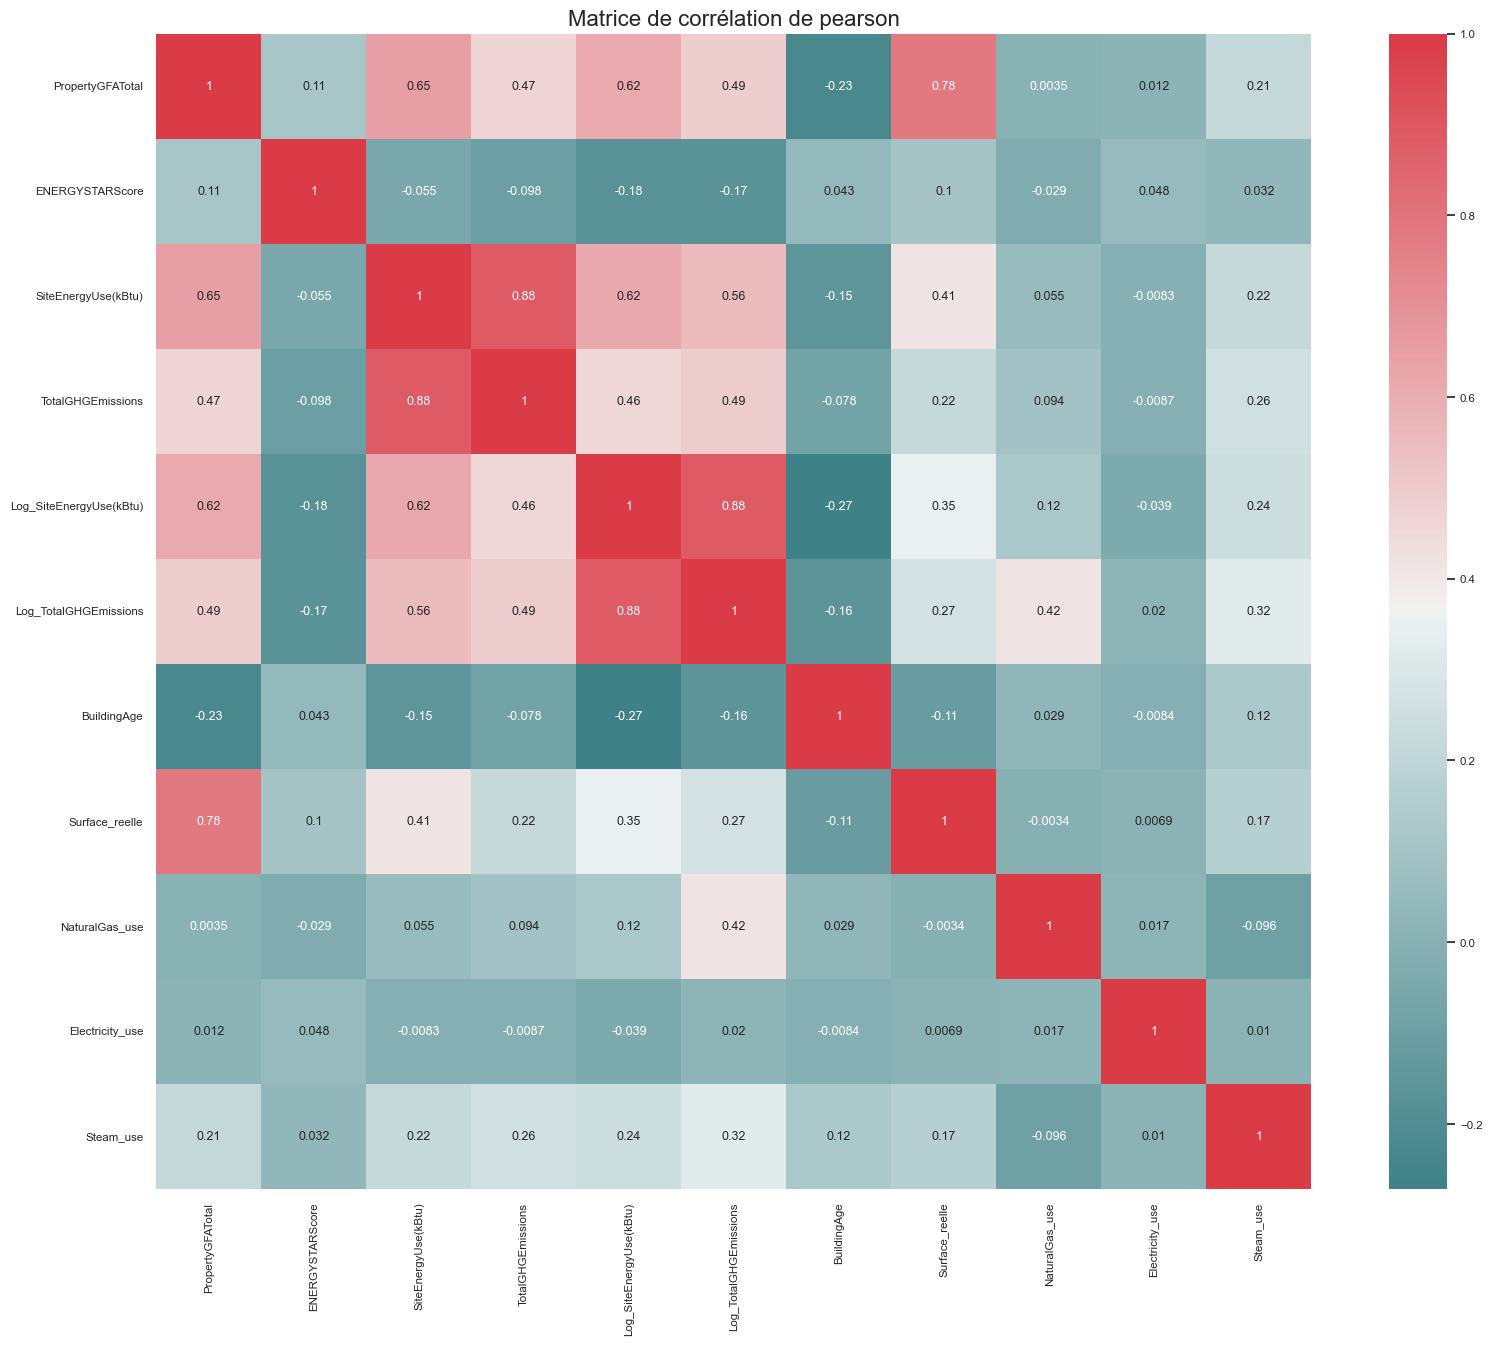 Matrice de corrélation de pearson
PropertyGFATotal 1 0.11 0.65 0.47 0.62 0.49 -0.23 0.78 0.0035 0.012 0.21
ENERGYSTARScore 0.11 1 -0.055 -0.098 -0.18 -0.17 0.043 0.1 -0.029 0.048 0.032
SiteEnergyUse(kBtu) 0.65 -0.055 1 0.88 0.62 0.56 -0.15 0.41 0.055 -0.0083 0.22
TotalGHGEmissions 0.47 -0.098 0.88 1 0.46 0.49 -0.078 0.22 0.094 -0.0087 0.26
Log_SiteEnergyUse(kBtu) 0.62 -0.18 0.62 0.46 1 0.88 -0.27 0.35 0.12 -0.039 0.24
Log_TotalGHGEmissions 0.49 -0.17 0.56 0.49 0.88 1 -0.16 0.27 0.42 0.02 0.32
BuildingAge -0.23 0.043 -0.15 -0.078 -0.27 -0.16 1 -0.11 0.029 -0.0084 0.12
Surface_reelle 0.78 0.1 0.41 0.22 0.35 0.27 -0.11 1 -0.0034 0.0069 0.17
NaturalGas_use 0.0035 -0.029 0.055 0.094 0.12 0.42 0.029 -0.0034 1 0.017 -0.096
Electricity_use 0.012 0.048 -0.0083 -0.0087 -0.039 0.02 -0.0084 0.0069 0.017 1 0.01
Steam_use 0.21 0.032 0.22 0.26 0.24 0.32 0.12 0.17 -0.096 0.01 1
PropertyGFATotal
ENERGYSTARScore
SiteEnergyUse(kBtu)
TotalGHGEmissions
Log_SiteEnergyUse(kBtu)
Log_TotalGHGEmissions
BuildingAge
Surface_reelle
NaturalGas_use
Electricity_use
Steam_use
1.0
0.8
0.6
0.4
0.2
0.0
−0.2